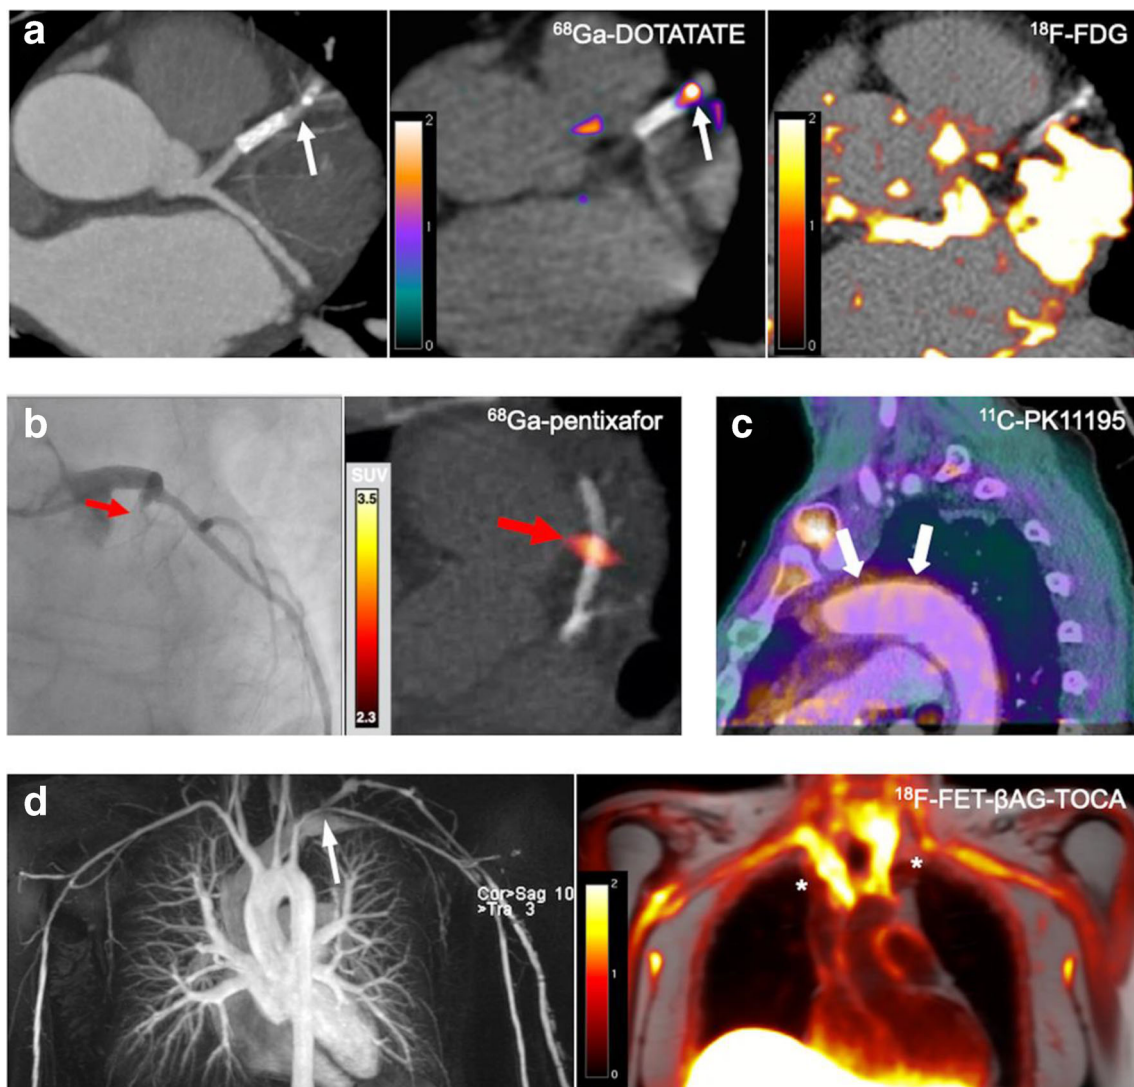 a
⁶⁸Ga-DOTATATE
2
1
0
¹⁸F-FDG
2
1
0
b
⁶⁸Ga-pentixafor
SUV
3.5
2.3
c
¹¹C-PK11195
d
Cor>Sag 10
>Tra 3
¹⁸F-FET-βAG-TOCA
2
1
0
*
*